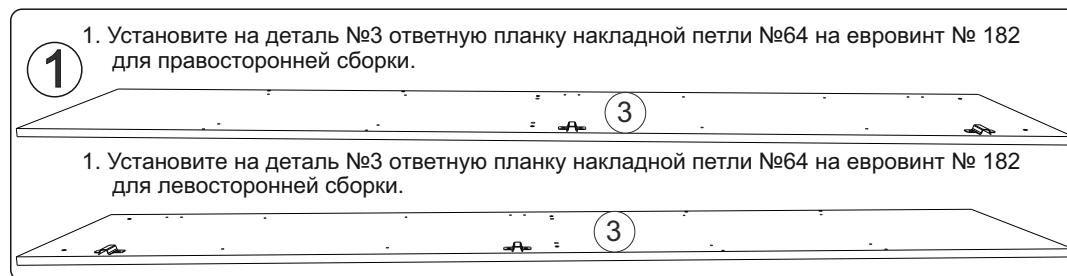 1
1. Установите на деталь №3 ответную планку накладной петли №64 на евровинт № 182
для правосторонней сборки.
3
1. Установите на деталь №3 ответную планку накладной петли №64 на евровинт № 182
для левосторонней сборки.
3